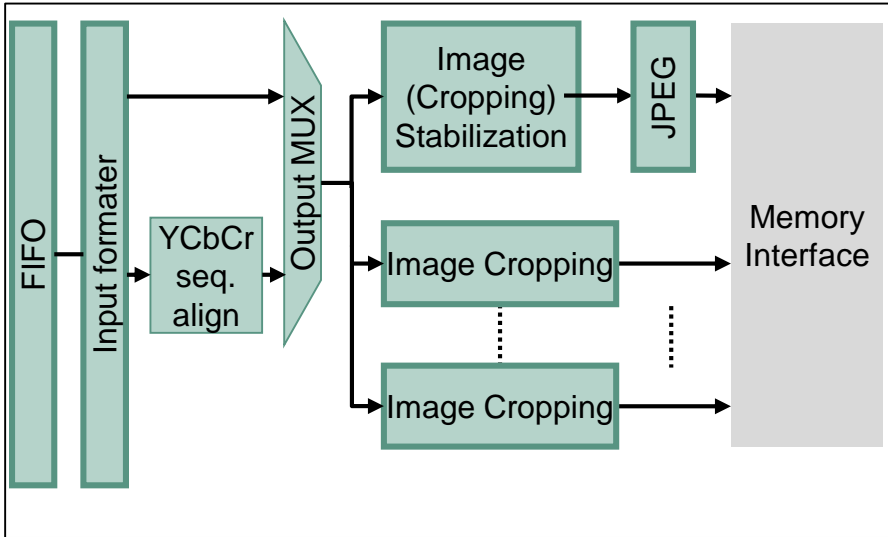 FIFO
Input formater
YCbCr
seq.
align
Output MUX
Image
(Cropping)
Stabilization
JPEG
Image Cropping
Image Cropping
Memory
Interface